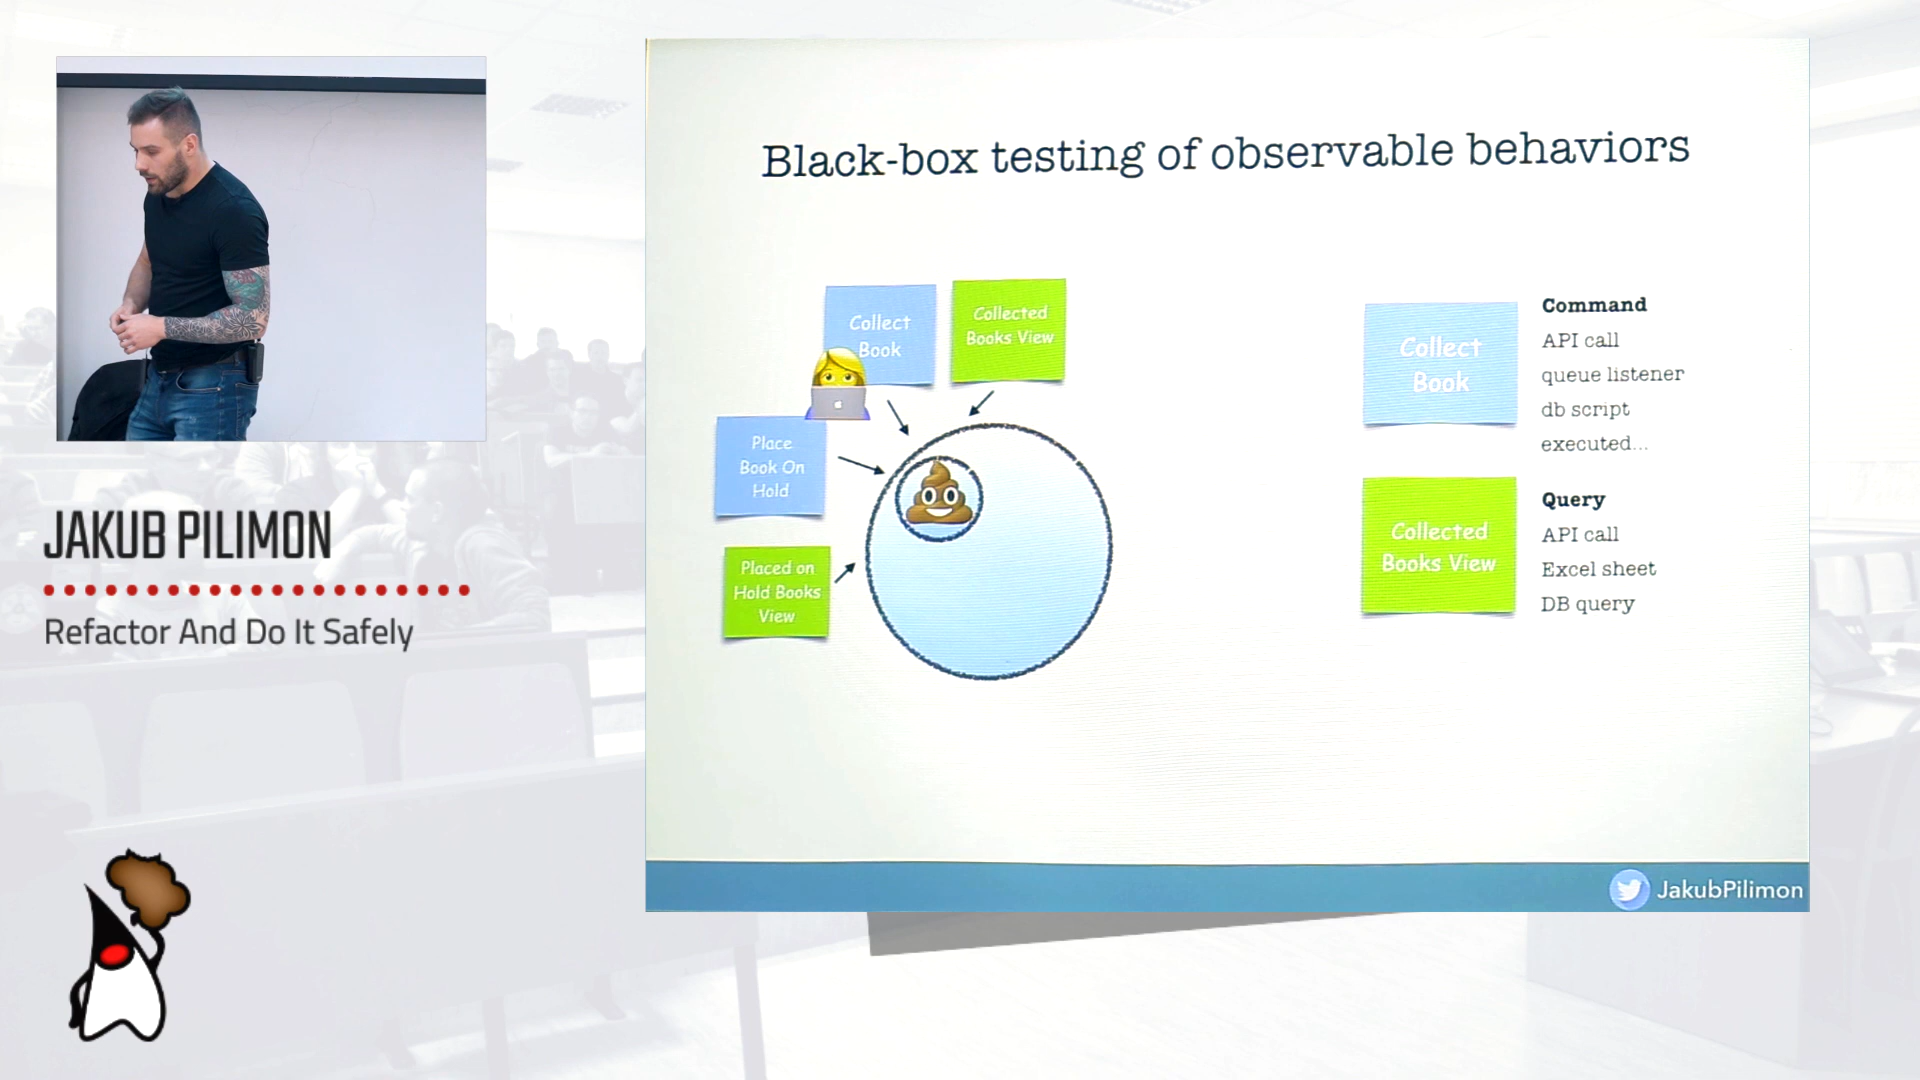 JAKUB PILIMON
Refactor And Do It Safely
Black-box testing of observable behaviors
Collect
Book
Collected
Books View
Place
Book On
Hold
Placed on
Hold Books
View
Collect
Book
Command
API call
queue listener
db script
executed...
Collected
Books View
Query
API call
Excel sheet
DB query
JakubPilimon